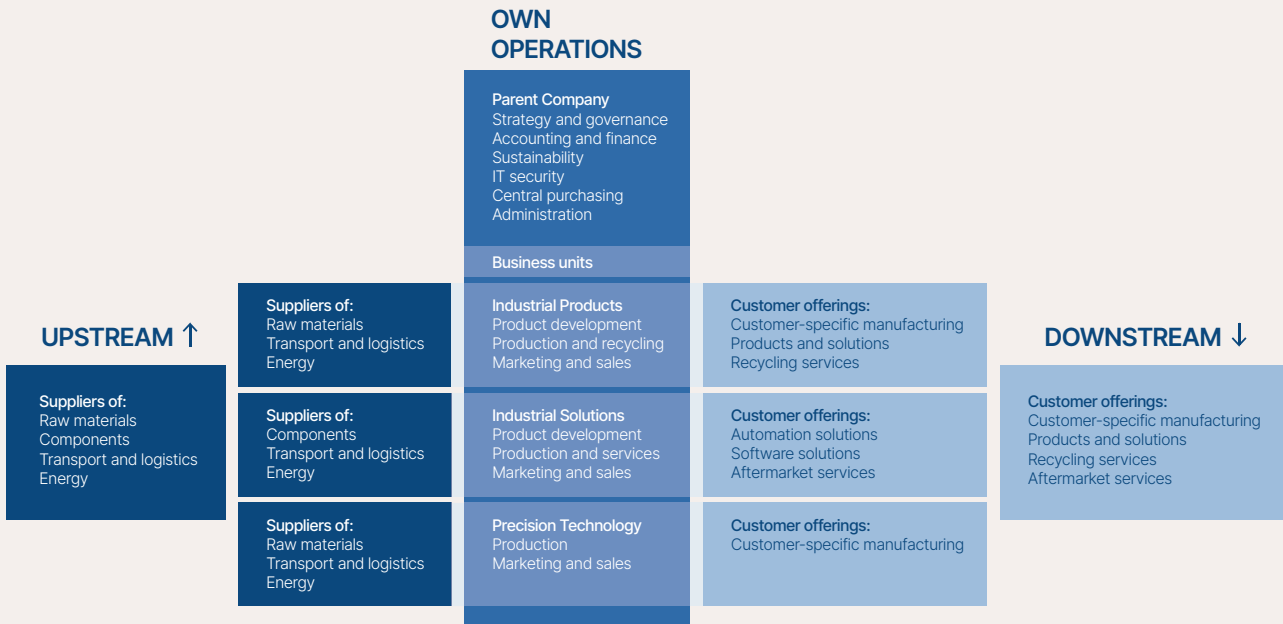 OWN
OPERATIONS
Parent Company
Strategy and governance
Accounting and finance
Sustainability
IT security
Central purchasing
Administration
Business units
UPSTREAM ↑
Suppliers of:
Raw materials
Components
Transport and logistics
Energy
Suppliers of:
Raw materials
Transport and logistics
Energy
Industrial Products
Product development
Production and recycling
Marketing and sales
Customer offerings:
Customer-specific manufacturing
Products and solutions
Recycling services
Suppliers of:
Components
Transport and logistics
Energy
Industrial Solutions
Product development
Production and services
Marketing and sales
Customer offerings:
Automation solutions
Software solutions
Aftermarket services
Suppliers of:
Raw materials
Transport and logistics
Energy
Precision Technology
Production
Marketing and sales
Customer offerings:
Customer-specific manufacturing
DOWNSTREAM ↓
Customer offerings:
Customer-specific manufacturing
Products and solutions
Recycling services
Aftermarket services